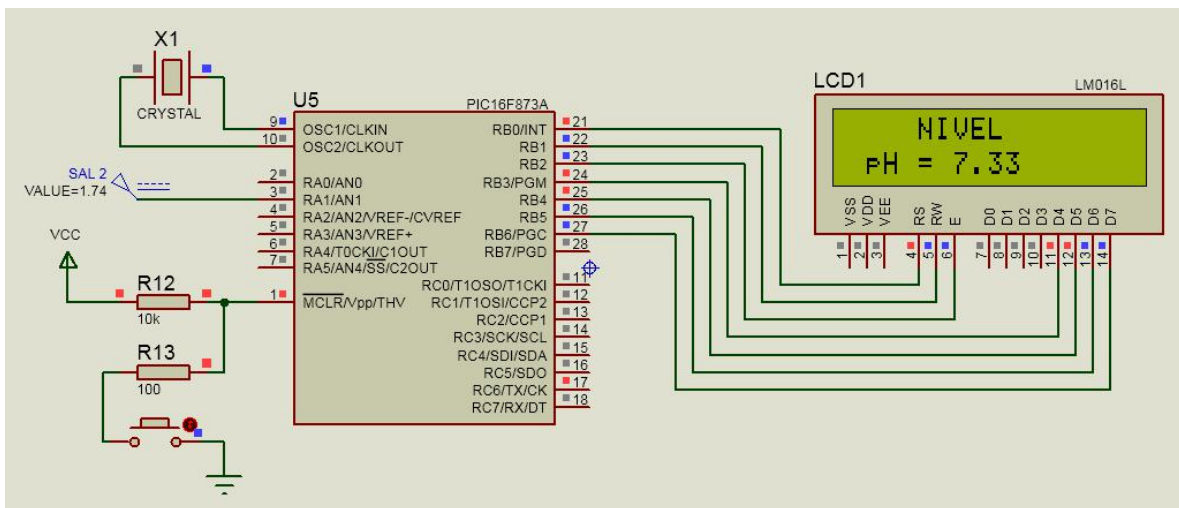 X1
CRYSTAL
U5
PIC16F873A
9 OSC1/CLKIN
10 OSC2/CLKOUT
2 RA0/AN0
3 RA1/AN1
4 RA2/AN2/VREF-/CVREF
5 RA3/AN3/VREF+
6 RA4/T0CKI/C1OUT
7 RA5/AN4/SS/C2OUT
1 MCLR/Vpp/THV
RB0/INT 21
RB1 22
RB2 23
RB3/PGM 24
RB4 25
RB5 26
RB6/PGC 27
RB7/PGD 28
RC0/T1OSO/T1CKI 11
RC1/T1OSI/CCP2 12
RC2/CCP1 13
RC3/SCK/SCL 14
RC4/SDI/SDA 15
RC5/SDO 16
RC6/TX/CK 17
RC7/RX/DT 18
SAL 2
VALUE=1.74
VCC
R12
10k
R13
100
LCD1
LM016L
NIVEL
pH = 7.33
VSS VDD VEE RS RW E D0 D1 D2 D3 D4 D5 D6 D7
1 2 3 4 5 6 7 8 9 10 11 12 13 14